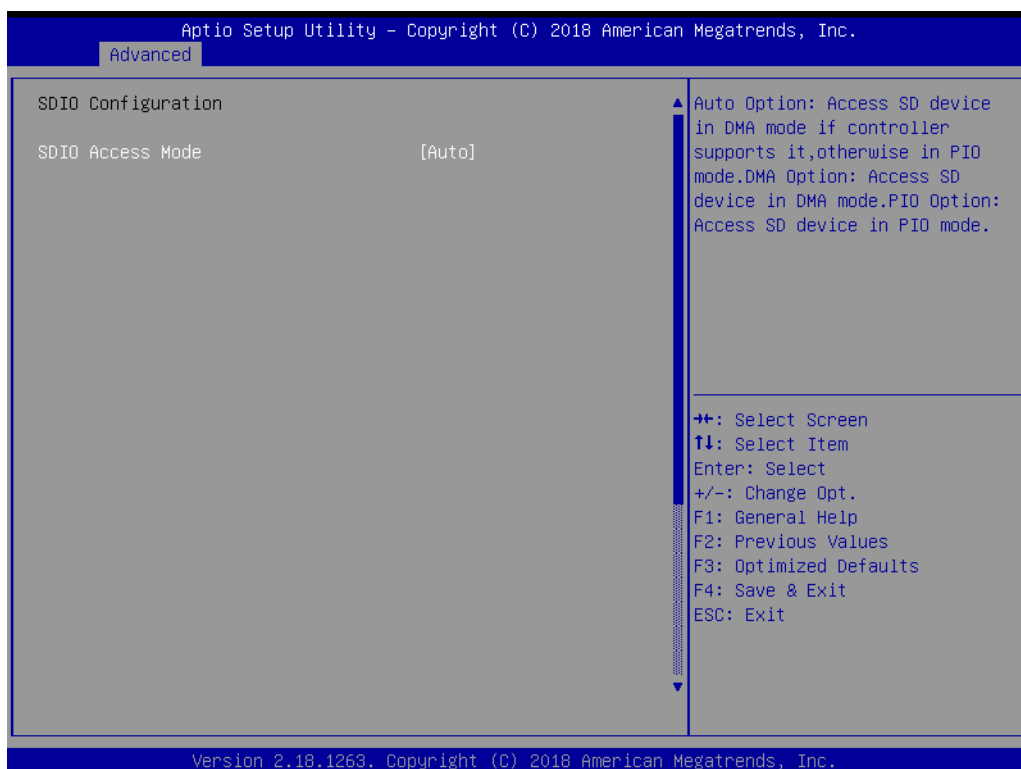 Aptio Setup Utility – Copyright (C) 2018 American Megatrends, Inc.
Advanced
SDIO Configuration
SDIO Access Mode [Auto]
Auto Option: Access SD device
in DMA mode if controller
supports it,otherwise in PIO
mode.DMA Option: Access SD
device in DMA mode.PIO Option:
Access SD device in PIO mode.
→←: Select Screen
↑↓: Select Item
Enter: Select
+/-: Change Opt.
F1: General Help
F2: Previous Values
F3: Optimized Defaults
F4: Save & Exit
ESC: Exit
Version 2.18.1263. Copyright (C) 2018 American Megatrends, Inc.